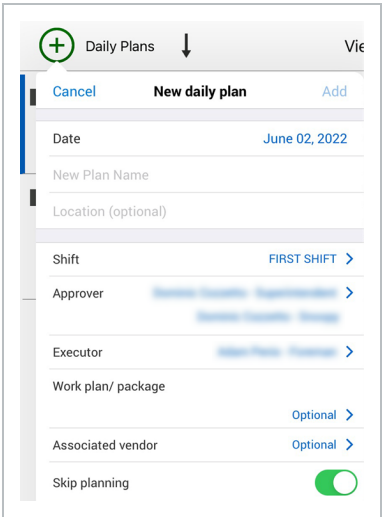 Daily Plans
Vie
Cancel New daily plan Add
Date June 02, 2022
New Plan Name
Location (optional)
Shift FIRST SHIFT
Approver
Executor
Work plan/ package
Optional
Associated vendor Optional
Skip planning